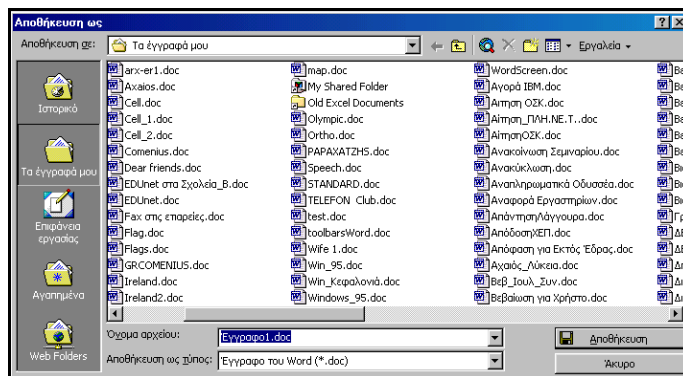 Αποθήκευση ως
Αποθήκευση σε:
Τα έγγραφά μου
Εργαλεία
Ιστορικό
Τα έγγραφά μου
Επιφάνεια
εργασίας
Αγαπημένα
Web Folders
arx-er1.doc
Axaios.doc
Cell.doc
Cell_1.doc
Cell_2.doc
Comenius.doc
Dear friends.doc
EDUnet στα Σχολεία_B.doc
EDUnet.doc
Fax στις εταιρείες.doc
Flag.doc
Flags.doc
GRCOMENIUS.doc
Ireland.doc
Ireland2.doc
map.doc
My Shared Folder
Old Excel Documents
Olympic.doc
Ortho.doc
PAPAXATZHS.doc
Speech.doc
STANDARD.doc
TELEFON Club.doc
test.doc
toolbarsWord.doc
Wife 1.doc
Win_95.doc
Win_Κεφαλονιά.doc
Windows_95.doc
WordScreen.doc
Αγορά IBM.doc
Αίτηση ΟΣΚ.doc
Αίτηση_ΠΛΗ.ΝΕ.Τ..doc
ΑίτησηΟΣΚ.doc
Ανακοίνωση Σεμιναρίου.doc
Ανακύκλωση.doc
Αναπληρωματικά Οδυσσέα.doc
Αναφορά Εργαστηρίων.doc
ΑπάντησηΛάγγουρα.doc
ΑπόδοσηΧΕΠ.doc
Απόφαση για Εκτός Έδρας.doc
Αχαιός_Λύκεια.doc
Βεβ_Ιουλ_Συν.doc
Βεβαίωση για Χρήστο.doc
Όνομα αρχείου:
Έγγραφο1.doc
Αποθήκευση
Αποθήκευση ως τύπος:
Έγγραφο του Word (*.doc)
Άκυρο